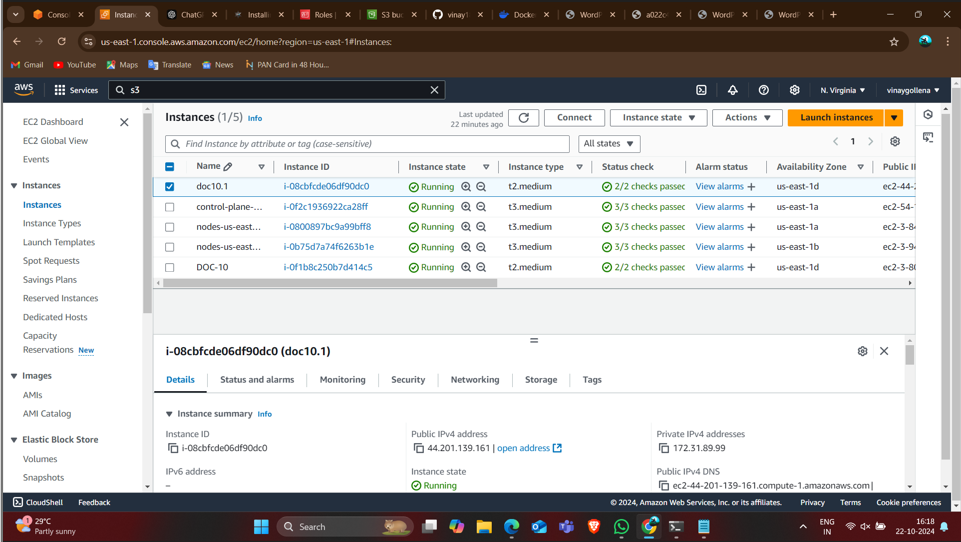 Consol
Instanc
ChatG
Installi
Roles |
S3 buc
vinay1
Docke
WordP
a022c
WordP
WordP
us-east-1.console.aws.amazon.com/ec2/home?region=us-east-1#Instances:
Gmail YouTube Maps Translate News PAN Card in 48 Hou...
aws Services s3 N. Virginia vinaygollena
EC2 Dashboard
EC2 Global View
Events
Instances
Instances
Instance Types
Launch Templates
Spot Requests
Savings Plans
Reserved Instances
Dedicated Hosts
Capacity
Reservations New
Images
AMIs
AMI Catalog
Elastic Block Store
Volumes
Snapshots
Instances (1/5) Info
Last updated
22 minutes ago
Connect Instance state Actions Launch instances
Find Instance by attribute or tag (case-sensitive) All states 1
Name Instance ID Instance state Instance type Status check Alarm status Availability Zone Public I
doc10.1 i-08cbfcde06df90dc0 Running t2.medium 2/2 checks passed View alarms us-east-1d ec2-44-2
control-plane-... i-0f2c1936922ca28ff Running t3.medium 3/3 checks passed View alarms us-east-1a ec2-54-1
nodes-us-east... i-0800897bc9a99bff8 Running t3.medium 3/3 checks passed View alarms us-east-1a ec2-3-84
nodes-us-east... i-0b75d7a74f6263b1e Running t3.medium 3/3 checks passed View alarms us-east-1b ec2-3-94
DOC-10 i-0f1b8c250b7d414c5 Running t2.medium 2/2 checks passed View alarms us-east-1d ec2-3-80
i-08cbfcde06df90dc0 (doc10.1)
Details Status and alarms Monitoring Security Networking Storage Tags
Instance summary Info
Instance ID
i-08cbfcde06df90dc0
Public IPv4 address
44.201.139.161 | open address
Private IPv4 addresses
172.31.89.99
IPv6 address
–
Instance state
Running
Public IPv4 DNS
ec2-44-201-139-161.compute-1.amazonaws.com |
CloudShell Feedback © 2024, Amazon Web Services, Inc. or its affiliates. Privacy Terms Cookie preferences
1
29°C
Partly sunny
Search
ENG
IN
16:18
22-10-2024